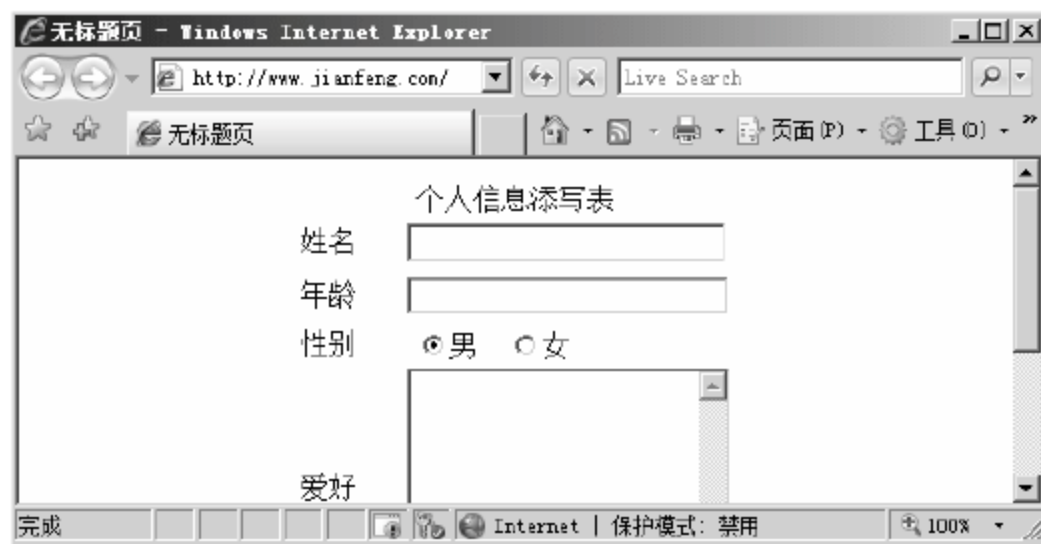 无标题页 - Windows Internet Explorer
http://www.jianfeng.con/
Live Search
无标题页
页面(P)
工具(O)
»
个人信息添写表
姓名
年龄
性别
男
女
爱好
完成
Internet | 保护模式: 禁用
100%